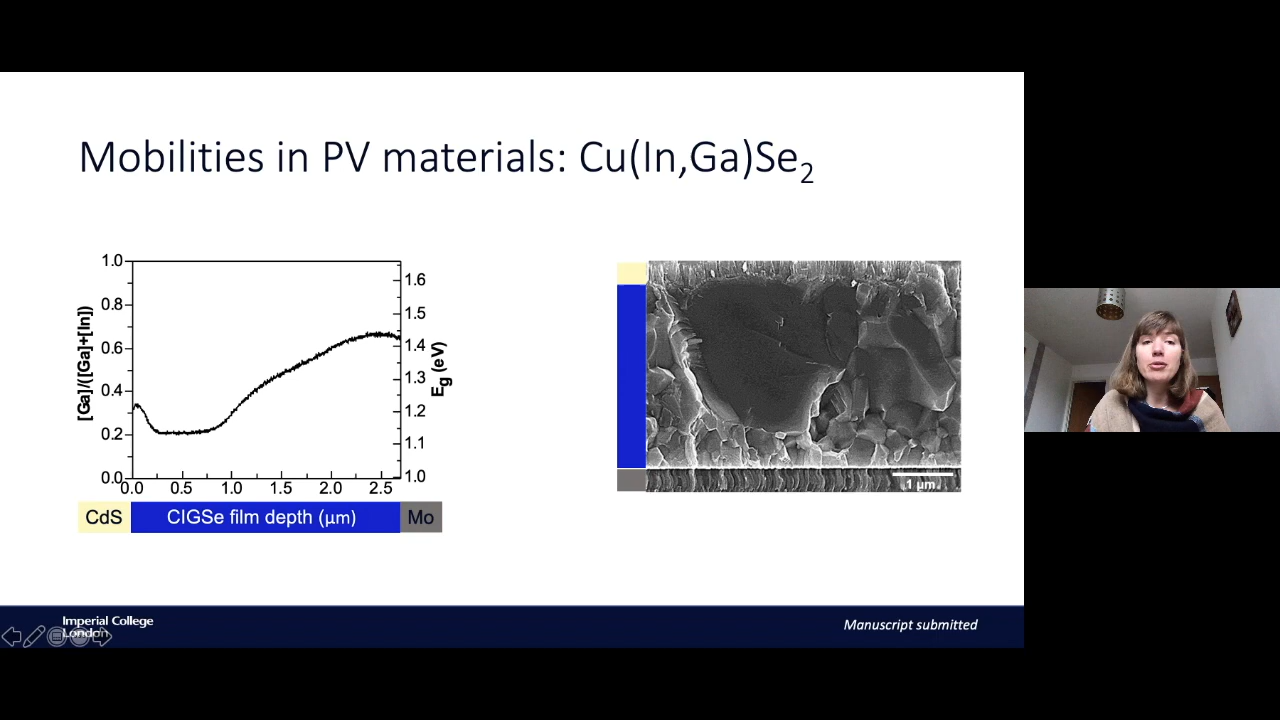 Mobilities in PV materials: Cu(In,Ga)Se₂
[Ga]/([Ga]+[In])
1.0
0.8
0.6
0.4
0.2
0.0
0.0 0.5 1.0 1.5 2.0 2.5
1.6
1.5
1.4
1.3
1.2
1.1
1.0
Eg (eV)
CdS CIGSe film depth (μm) Mo
1 μm
Imperial College
London
Manuscript submitted